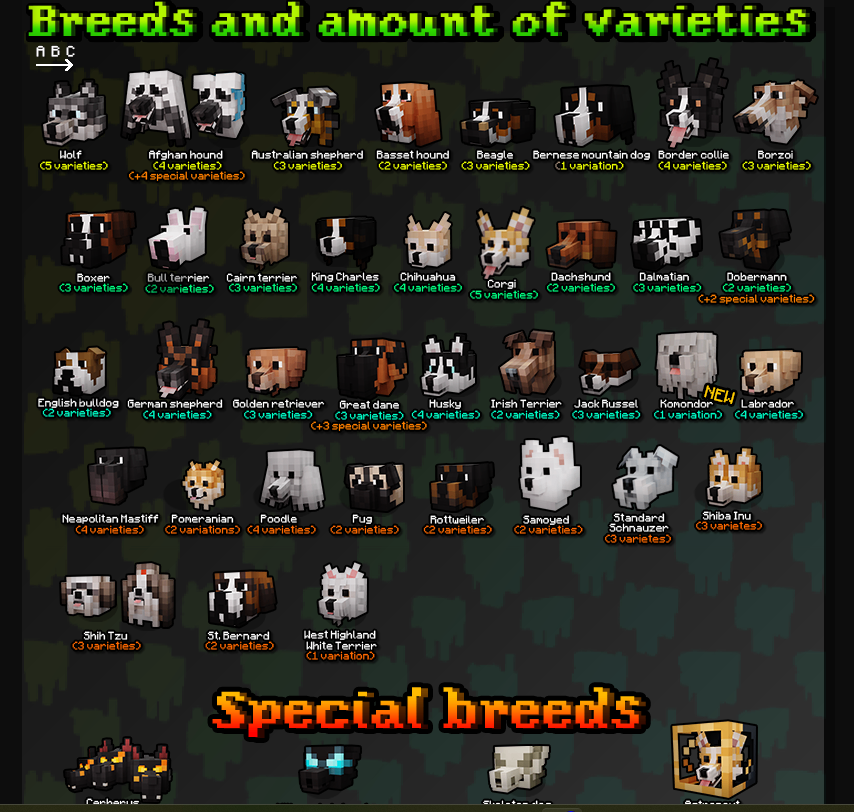 Breeds and amount of varieties
A B C
Wolf
(5 varieties)
Afghan hound
(4 varieties)
(+4 special varieties)
Australian shepherd
(3 varieties)
Basset hound
(2 varieties)
Beagle
(3 varieties)
Bernese mountain dog
(1 variation)
Border collie
(4 varieties)
Borzoi
(3 varieties)
Boxer
(3 varieties)
Bull terrier
(2 varieties)
Cairn terrier
(3 varieties)
King Charles
(4 varieties)
Chihuahua
(4 varieties)
Corgi
(5 varieties)
Dachshund
(2 varieties)
Dalmatian
(3 varieties)
Dobermann
(2 varieties)
(+2 special varieties)
English bulldog
(2 varieties)
German shepherd
(4 varieties)
Golden retriever
(3 varieties)
Great dane
(3 varieties)
(+3 special varieties)
Husky
(4 varieties)
Irish Terrier
(2 varieties)
Jack Russel
(3 varieties)
NEW
Komondor
(1 variation)
Labrador
(4 varieties)
Neapolitan Mastiff
(4 varieties)
Pomeranian
(2 variations)
Poodle
(4 varieties)
Pug
(2 varieties)
Rottweiler
(2 varieties)
Samoyed
(2 varieties)
Standard
Schnauzer
(3 varietes)
Shiba Inu
(3 varietes)
Shih Tzu
(3 varieties)
St. Bernard
(2 varieties)
West Highland
White Terrier
(1 variation)
Special breeds
Cerberus
Skeleton dog
Astronaut